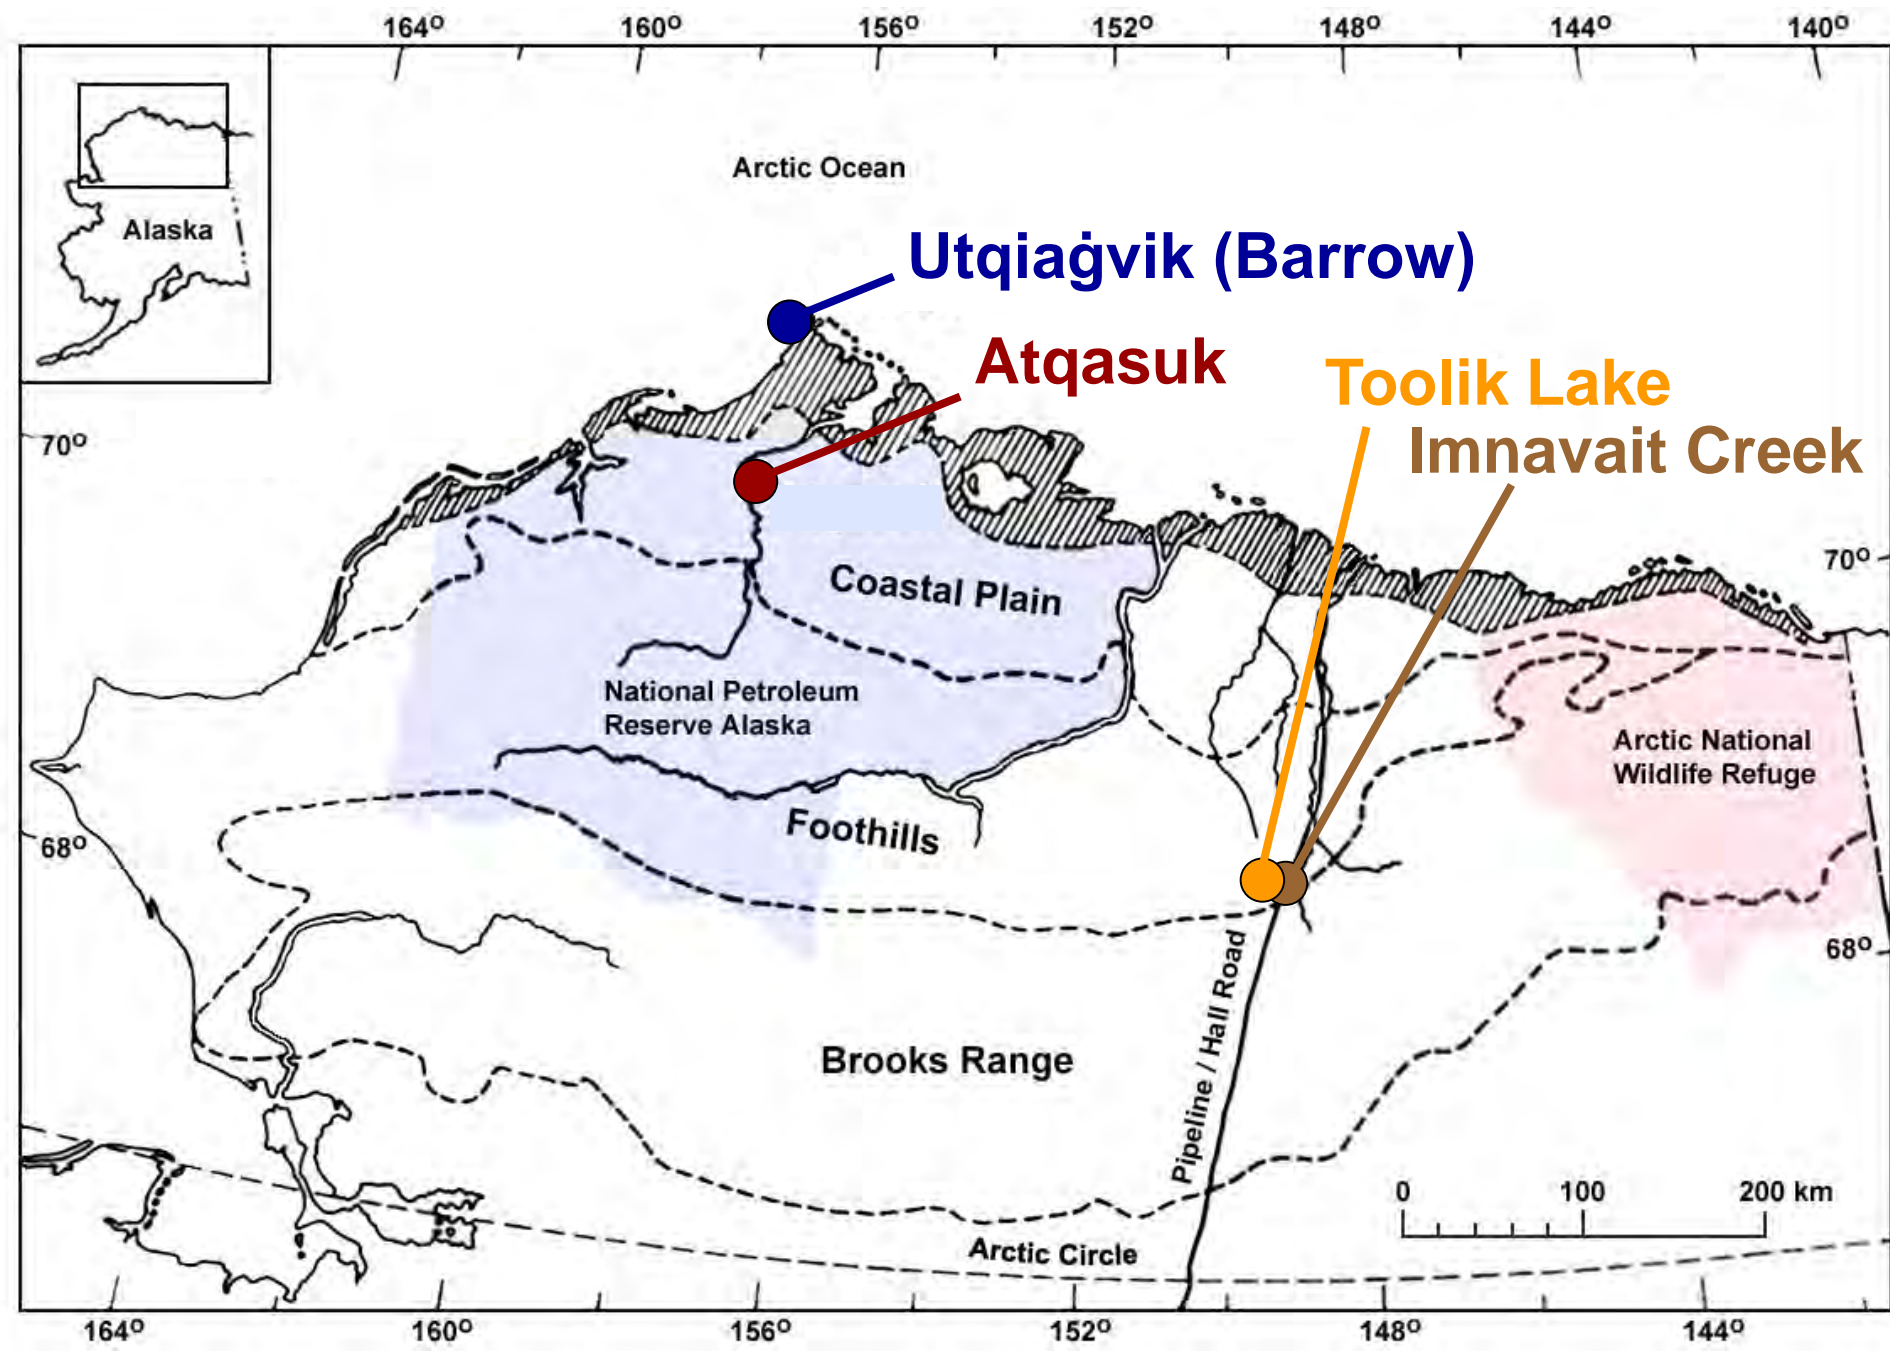 164° 160° 156° 152° 148° 144° 140°
Alaska
Arctic Ocean
Utqiaġvik (Barrow)
Atqasuk
Toolik Lake
Imnavait Creek
70°
70°
Coastal Plain
National Petroleum
Reserve Alaska
Arctic National
Wildlife Refuge
Foothills
68°
68°
Pipeline / Hall Road
Brooks Range
0 100 200 km
Arctic Circle
164° 160° 156° 152° 148° 144°